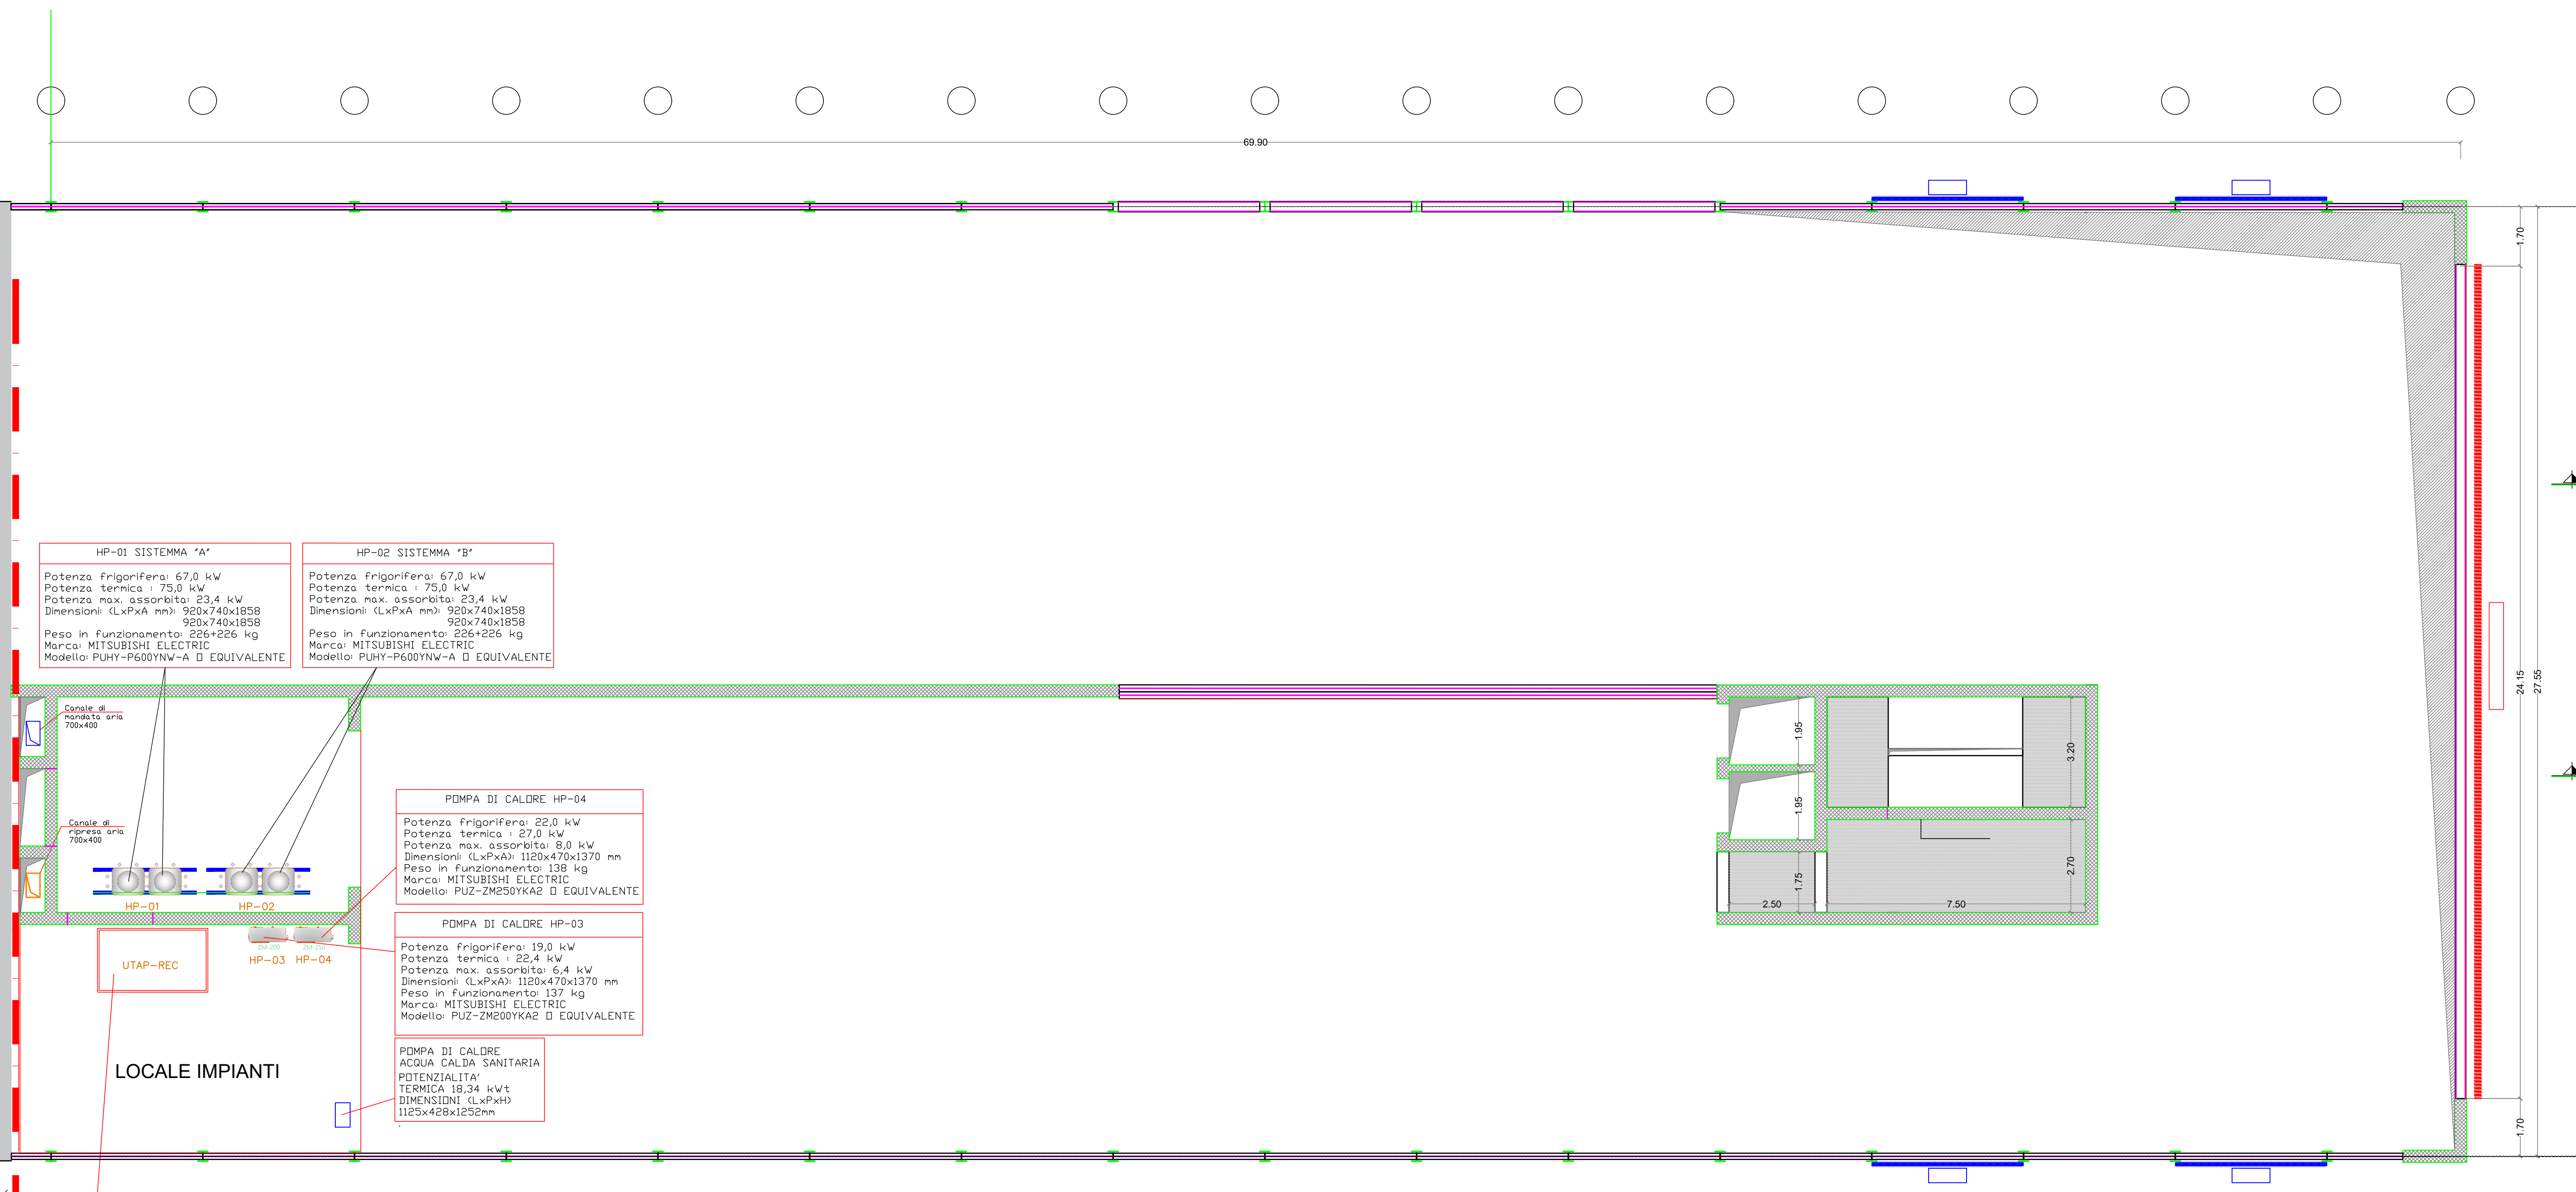 69.90
1.70
24.15
27.55
1.70
HP-01 SISTEMMA "A"
Potenza frigorifera: 67,0 kW
Potenza termica : 75,0 kW
Potenza max. assorbita: 23,4 kW
Dimensioni: (LxPxA mm): 920x740x1858
920x740x1858
Peso in funzionamento: 226+226 kg
Marca: MITSUBISHI ELECTRIC
Modello: PUHY-P600YNW-A O EQUIVALENTE
HP-02 SISTEMMA "B"
Potenza frigorifera: 67,0 kW
Potenza termica : 75,0 kW
Potenza max. assorbita: 23,4 kW
Dimensioni: (LxPxA mm): 920x740x1858
920x740x1858
Peso in funzionamento: 226+226 kg
Marca: MITSUBISHI ELECTRIC
Modello: PUHY-P600YNW-A O EQUIVALENTE
Canale di
mandata aria
700x400
Canale di
ripresa aria
700x400
HP-01
HP-02
POMPA DI CALORE HP-04
Potenza frigorifera: 22,0 kW
Potenza termica : 27,0 kW
Potenza max. assorbita: 8,0 kW
Dimensioni: (LxPxA): 1120x470x1370 mm
Peso in funzionamento: 138 kg
Marca: MITSUBISHI ELECTRIC
Modello: PUZ-ZM250YKA2 O EQUIVALENTE
POMPA DI CALORE HP-03
Potenza frigorifera: 19,0 kW
Potenza termica : 22,4 kW
Potenza max. assorbita: 6,4 kW
Dimensioni: (LxPxA): 1120x470x1370 mm
Peso in funzionamento: 137 kg
Marca: MITSUBISHI ELECTRIC
Modello: PUZ-ZM200YKA2 O EQUIVALENTE
ZM-200
ZM-250
HP-03
HP-04
UTAP-REC
LOCALE IMPIANTI
POMPA DI CALORE
ACQUA CALDA SANITARIA
POTENZIALITA'
TERMICA 18,34 kWt
DIMENSIONI (LxPxH)
1125x428x1252mm
1.95
3.20
1.95
2.70
1.75
2.50
7.50